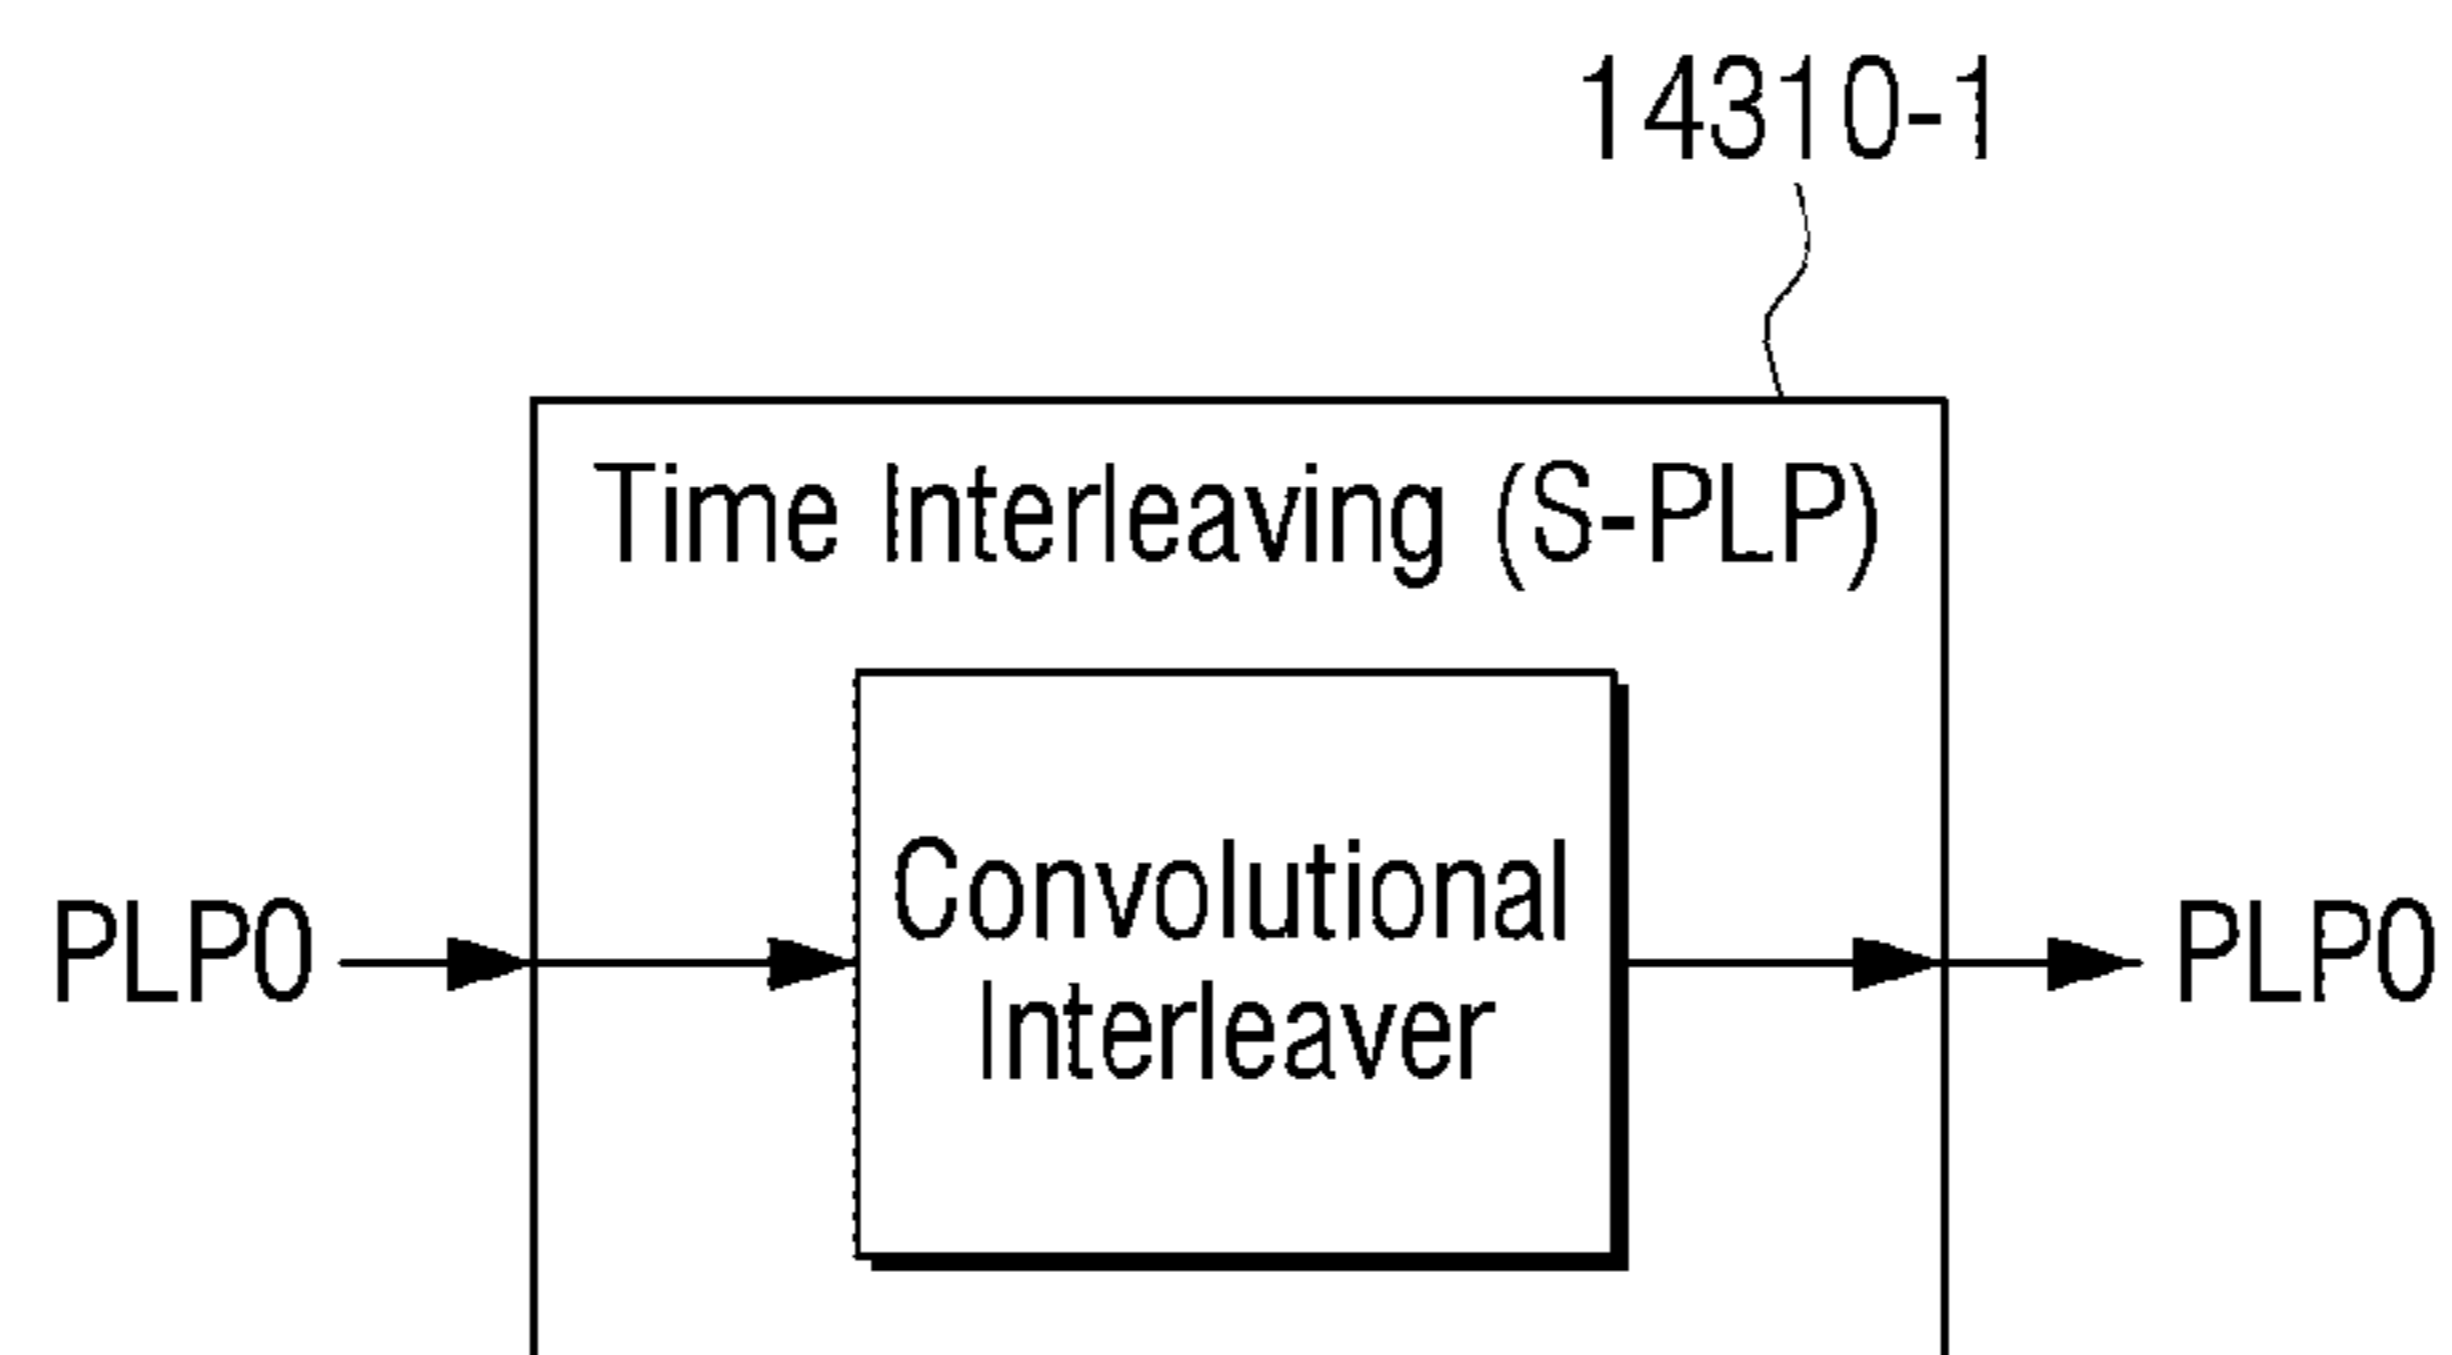 14310-1
Time Interleaving (S-PLP)
PLP0
Convolutional
Interleaver
PLP0